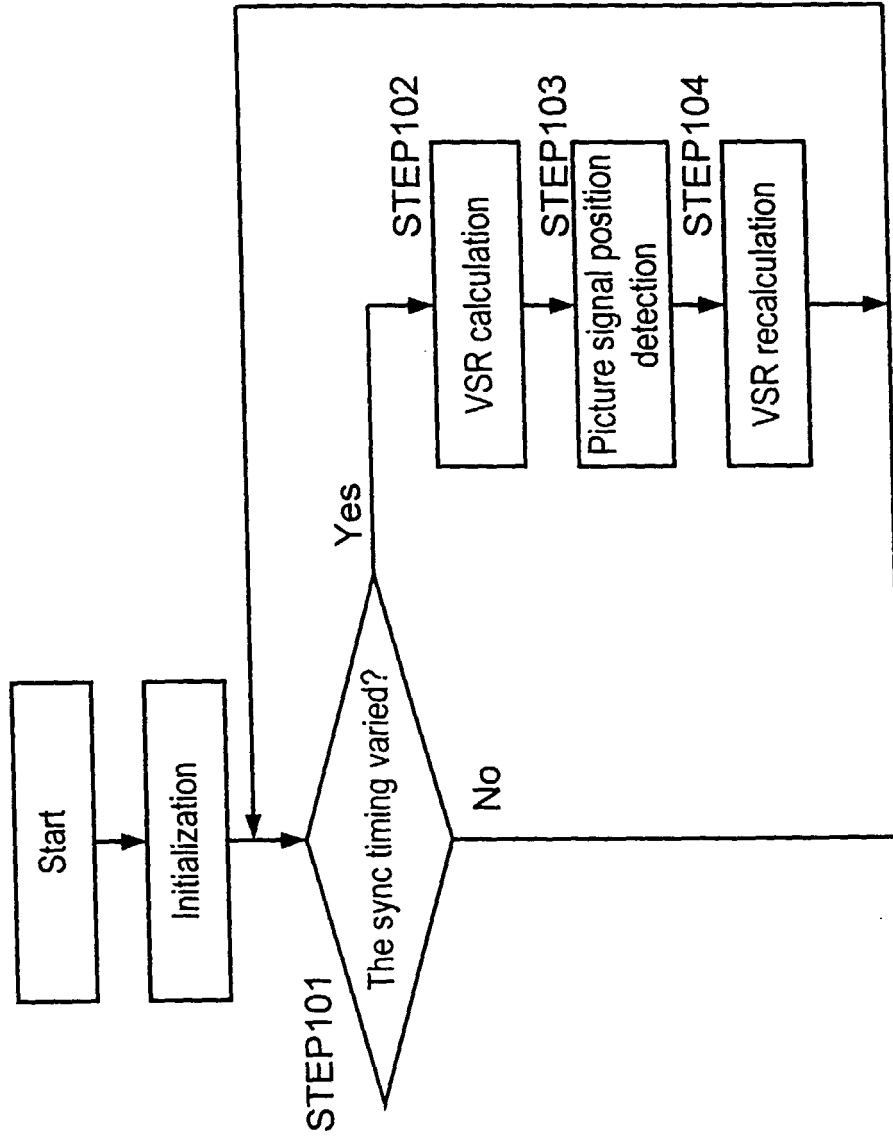 Start
Initialization
STEP101
The sync timing varied?
Yes
No
STEP102
VSR calculation
STEP103
Picture signal position
detection
STEP104
VSR recalculation